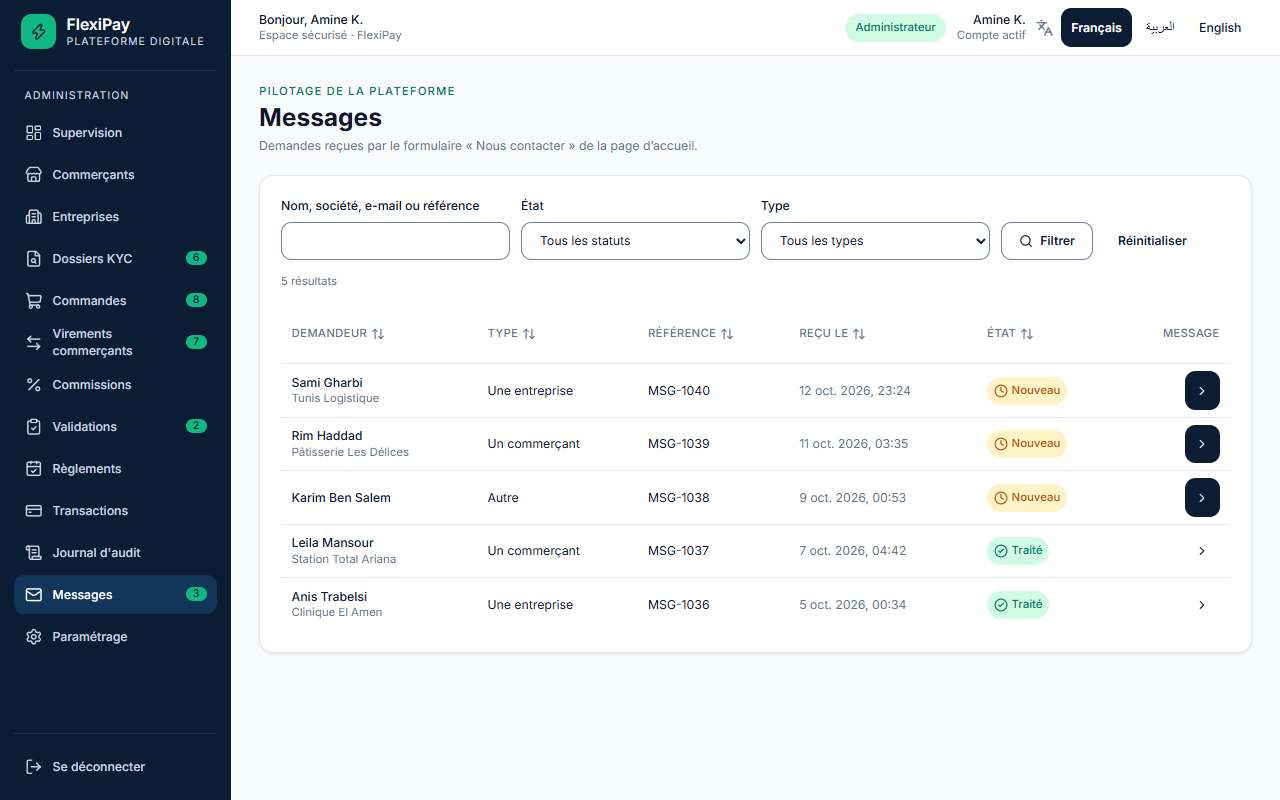 FlexiPay
PLATEFORME DIGITALE
ADMINISTRATION
Supervision
Commerçants
Entreprises
Dossiers KYC 6
Commandes 8
Virements
commerçants 7
Commissions
Validations 2
Règlements
Transactions
Journal d'audit
Messages 3
Paramétrage
Se déconnecter
Bonjour, Amine K.
Espace sécurisé · FlexiPay
Administrateur
Amine K.
Compte actif
Français
العربية
English
PILOTAGE DE LA PLATEFORME
Messages
Demandes reçues par le formulaire « Nous contacter » de la page d’accueil.
Nom, société, e-mail ou référence
État
Tous les statuts
Type
Tous les types
Filtrer
Réinitialiser
5 résultats
DEMANDEUR TYPE RÉFÉRENCE REÇU LE ÉTAT MESSAGE
Sami Gharbi
Tunis Logistique
Une entreprise MSG-1040 12 oct. 2026, 23:24 Nouveau
Rim Haddad
Pâtisserie Les Délices
Un commerçant MSG-1039 11 oct. 2026, 03:35 Nouveau
Karim Ben Salem Autre MSG-1038 9 oct. 2026, 00:53 Nouveau
Leila Mansour
Station Total Ariana
Un commerçant MSG-1037 7 oct. 2026, 04:42 Traité
Anis Trabelsi
Clinique El Amen
Une entreprise MSG-1036 5 oct. 2026, 00:34 Traité